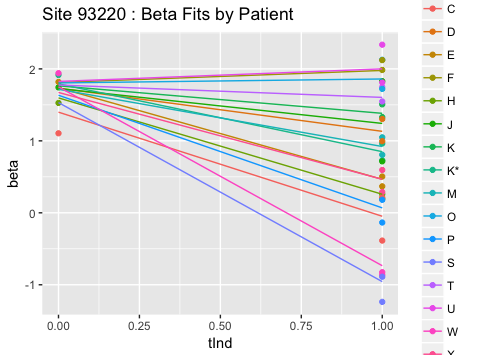 Site 93220 : Beta Fits by Patient
beta
2
1
0
-1
0.00 0.25 0.50 0.75 1.00
tInd
C
D
E
F
H
J
K
K*
M
O
P
S
T
U
W